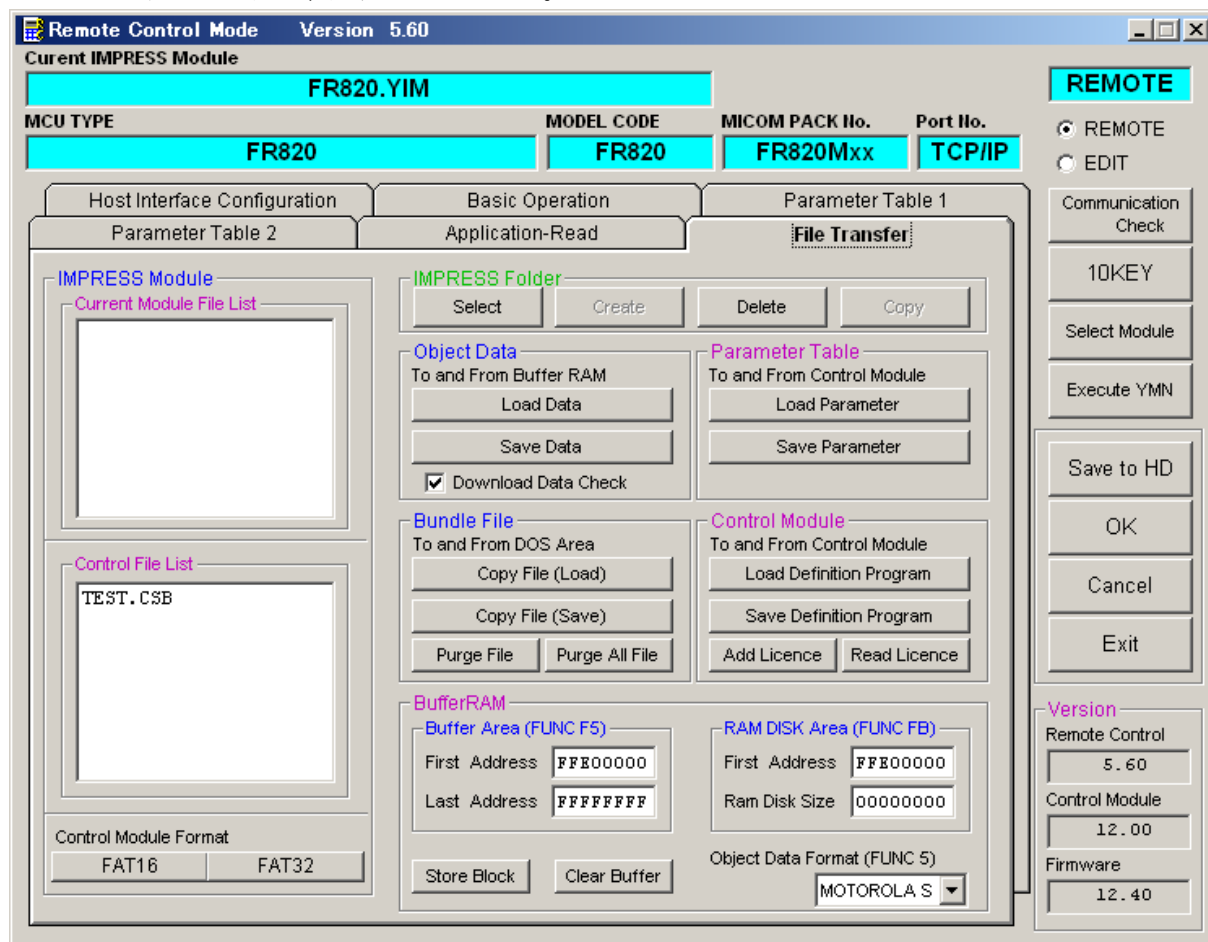 Remote Control Mode Version 5.60
Curent IMPRESS Module
FR820.YIM
REMOTE
MCU TYPE
MODEL CODE
MICOM PACK No.
Port No.
FR820
FR820
FR820Mxx
TCP/IP
REMOTE
EDIT
Host Interface Configuration
Basic Operation
Parameter Table 1
Parameter Table 2
Application-Read
File Transfer
Communication
Check
10KEY
Select Module
Execute YMN
Save to HD
OK
Cancel
Exit
IMPRESS Module
Current Module File List
Control File List
TEST.CSB
Control Module Format
FAT16
FAT32
IMPRESS Folder
Select
Create
Delete
Copy
Object Data
To and From Buffer RAM
Load Data
Save Data
Download Data Check
Parameter Table
To and From Control Module
Load Parameter
Save Parameter
Bundle File
To and From DOS Area
Copy File (Load)
Copy File (Save)
Purge File
Purge All File
Control Module
To and From Control Module
Load Definition Program
Save Definition Program
Add Licence
Read Licence
BufferRAM
Buffer Area (FUNC F5)
First Address FFE00000
Last Address FFFFFFFF
RAM DISK Area (FUNC FB)
First Address FFE00000
Ram Disk Size 00000000
Store Block
Clear Buffer
Object Data Format (FUNC 5)
MOTOROLA S
Version
Remote Control
5.60
Control Module
12.00
Firmware
12.40